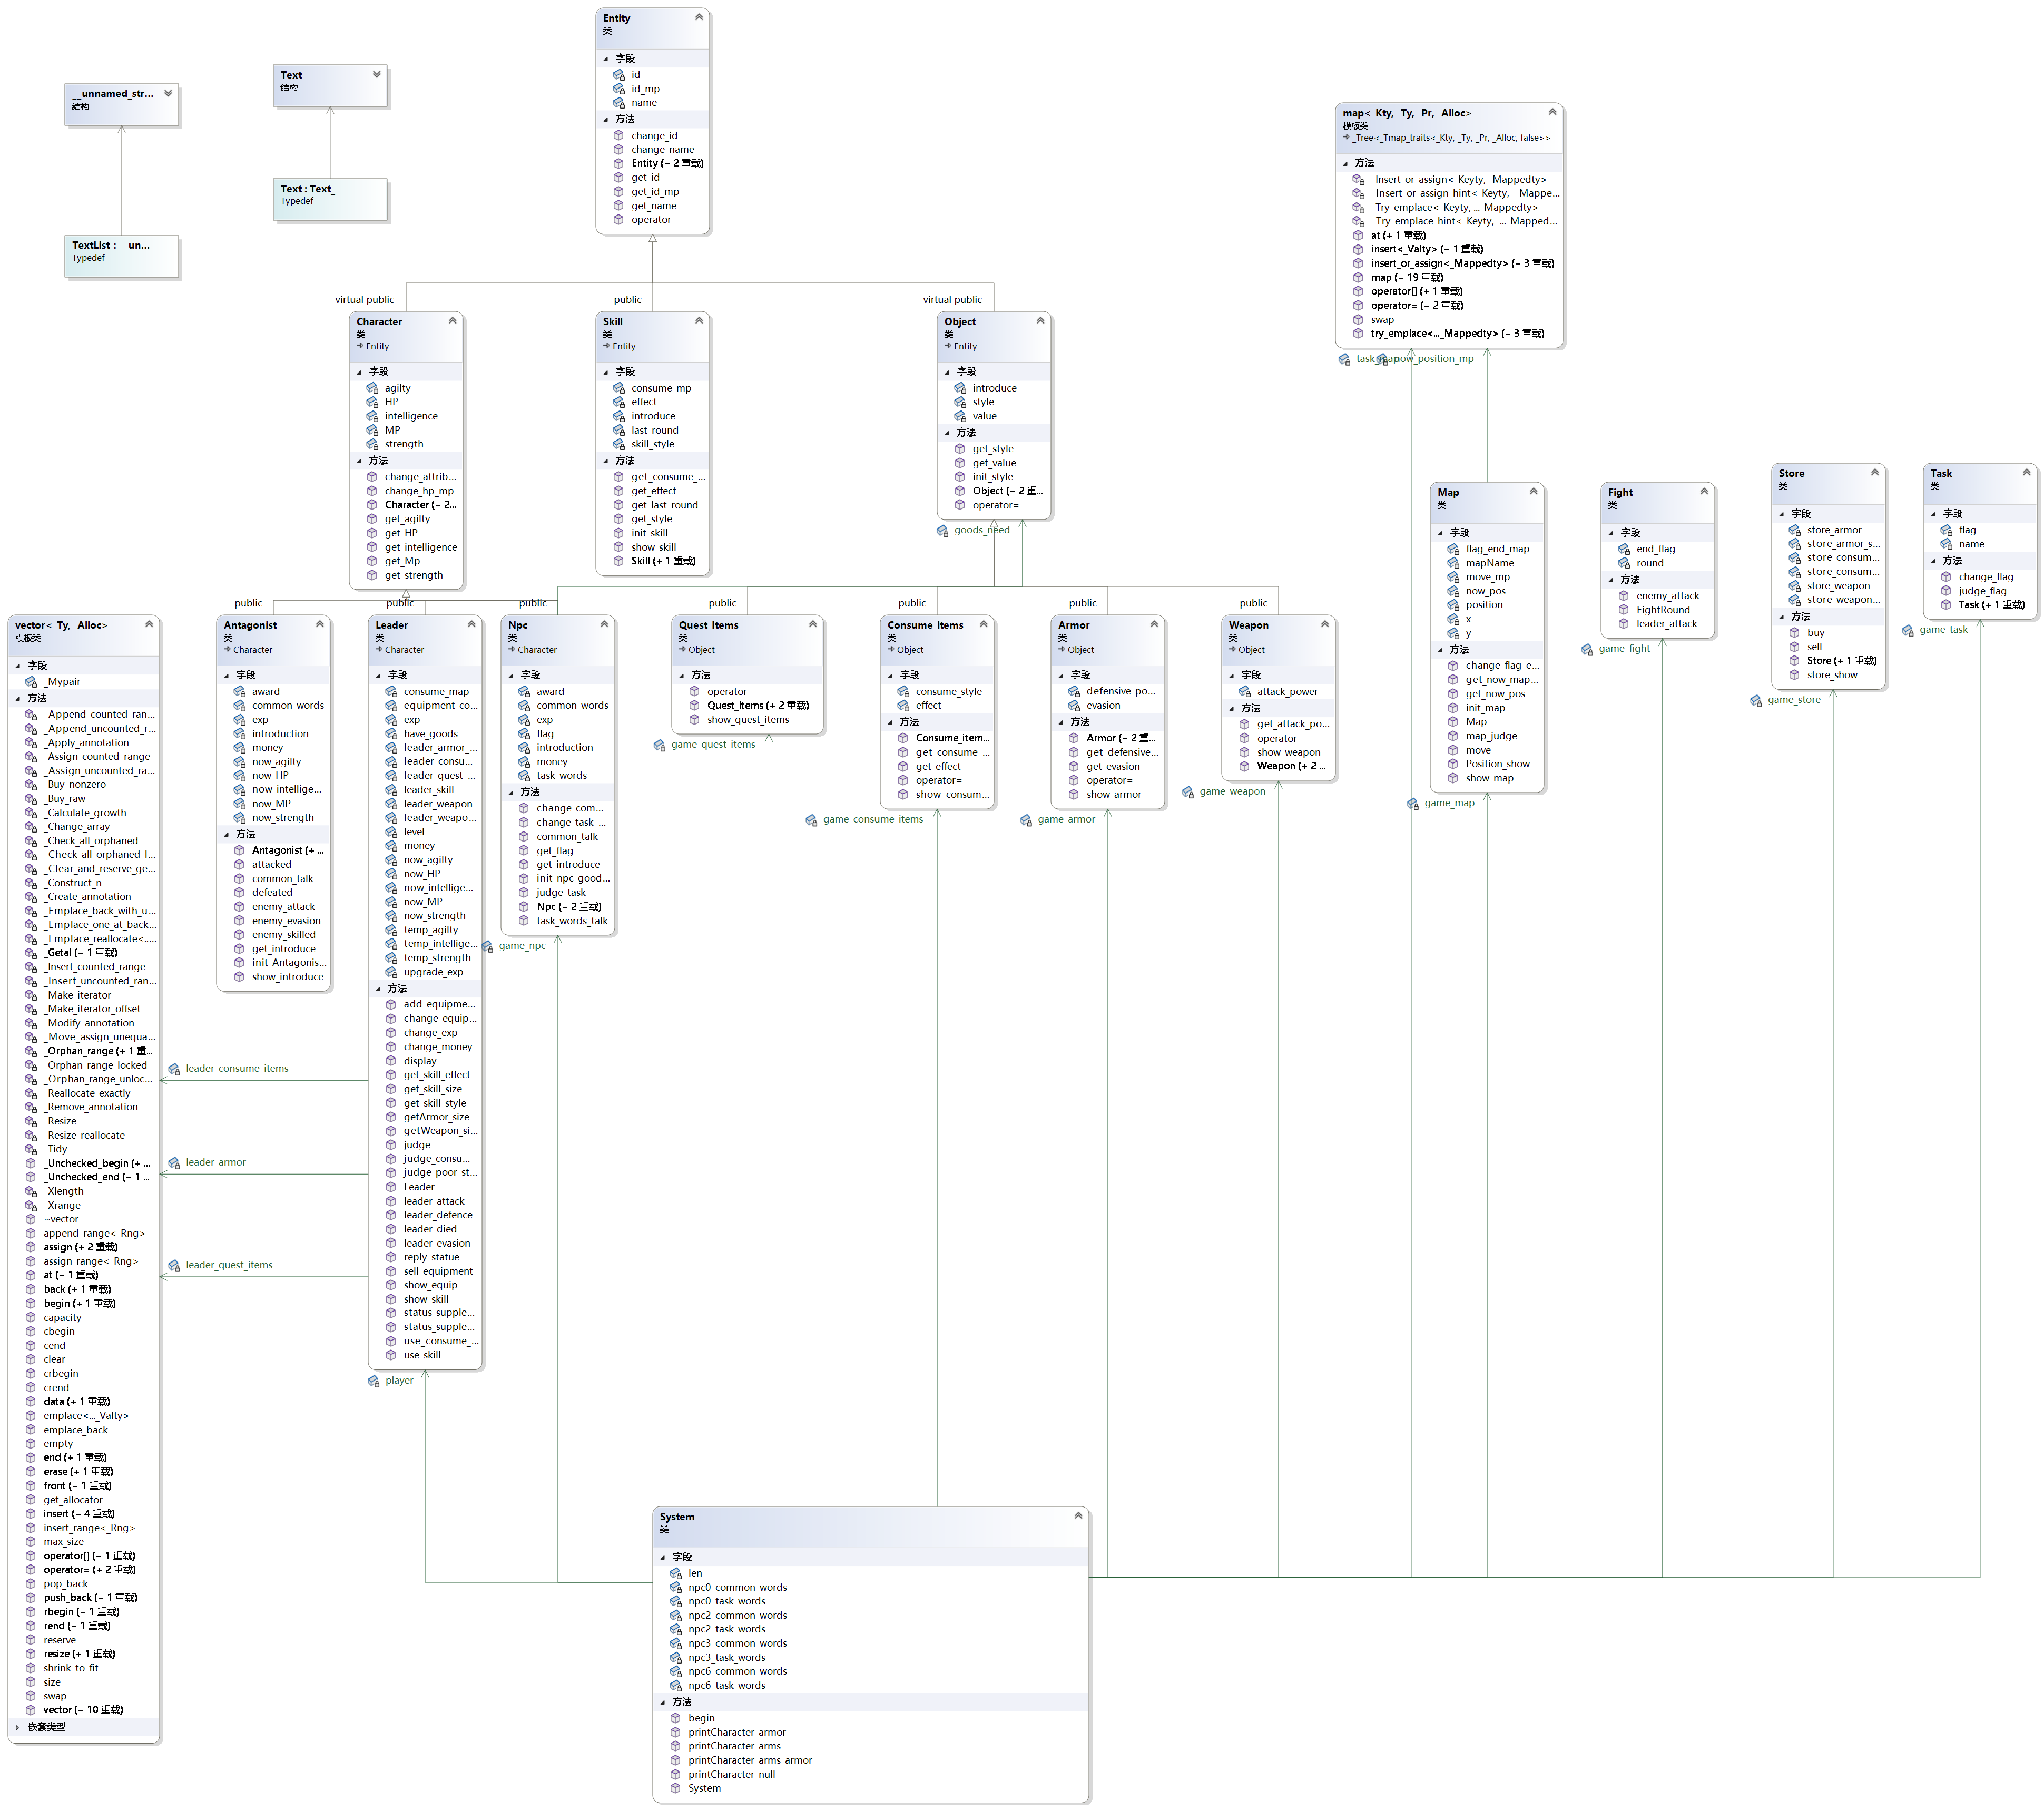 Entity
类
字段
id
id_mp
name
方法
change_id
change_name
Entity (+ 2 重载)
get_id
get_id_mp
get_name
operator=
__unnamed_str...
结构
TextList : __un...
Typedef
Text_
结构
Text : Text_
Typedef
map<_Kty, _Ty, _Pr, _Alloc>
模板类
_Tree<_Tmap_traits<_Kty, _Ty, _Pr, _Alloc, false>>
方法
_Insert_or_assign<_Keyty, _Mappedty>
_Insert_or_assign_hint<_Keyty, _Mappe...
_Try_emplace<_Keyty, ..._Mappedty>
_Try_emplace_hint<_Keyty, ..._Mapped...
at (+ 1 重载)
insert<_Valty> (+ 1 重载)
insert_or_assign<_Mappedty> (+ 3 重载)
map (+ 19 重载)
operator[] (+ 1 重载)
operator= (+ 2 重载)
swap
try_emplace<..._Mappedty> (+ 3 重载)
now_position_mp
virtual public
public
virtual public
Character
类
Entity
字段
agilty
HP
intelligence
MP
strength
方法
change_attrib...
change_hp_mp
Character (+ 2...
get_agilty
get_HP
get_intelligence
get_Mp
get_strength
Skill
类
Entity
字段
consume_mp
effect
introduce
last_round
skill_style
方法
get_consume_...
get_effect
get_last_round
get_style
init_skill
show_skill
Skill (+ 1 重载)
Object
类
Entity
字段
introduce
style
value
方法
get_style
get_value
init_style
Object (+ 2 重...
operator=
goods_need
Map
类
字段
flag_end_map
mapName
move_mp
now_pos
position
x
y
方法
change_flag_e...
get_now_map...
get_now_pos
init_map
Map
map_judge
move
Position_show
show_map
game_map
Fight
类
字段
end_flag
round
方法
enemy_attack
FightRound
leader_attack
game_fight
Store
类
字段
store_armor
store_armor_s...
store_consum...
store_consum...
store_weapon
store_weapon...
方法
buy
sell
Store (+ 1 重载)
store_show
game_store
Task
类
字段
flag
name
方法
change_flag
judge_flag
Task (+ 1 重载)
game_task
public
public
public
public
public
public
public
vector<_Ty, _Alloc>
模板类
字段
_Mypair
方法
_Append_counted_ran...
_Append_uncounted_r...
_Apply_annotation
_Assign_counted_range
_Assign_uncounted_ra...
_Buy_nonzero
_Buy_raw
_Calculate_growth
_Change_array
_Check_all_orphaned
_Check_all_orphaned_l...
_Clear_and_reserve_ge...
_Construct_n
_Create_annotation
_Emplace_back_with_u...
_Emplace_one_at_back...
_Emplace_reallocate<.....
_Getal (+ 1 重载)
_Insert_counted_range
_Insert_uncounted_ran...
_Make_iterator
_Make_iterator_offset
_Modify_annotation
_Move_assign_unequa...
_Orphan_range (+ 1 重...
_Orphan_range_locked
_Orphan_range_unloc...
_Reallocate_exactly
_Remove_annotation
_Resize
_Resize_reallocate
_Tidy
_Unchecked_begin (+ ...
_Unchecked_end (+ 1 ...
_Xlength
_Xrange
~vector
append_range<_Rng>
assign (+ 2 重载)
assign_range<_Rng>
at (+ 1 重载)
back (+ 1 重载)
begin (+ 1 重载)
capacity
cbegin
cend
clear
crbegin
crend
data (+ 1 重载)
emplace<..._Valty>
emplace_back
empty
end (+ 1 重载)
erase (+ 1 重载)
front (+ 1 重载)
get_allocator
insert (+ 4 重载)
insert_range<_Rng>
max_size
operator[] (+ 1 重载)
operator= (+ 2 重载)
pop_back
push_back (+ 1 重载)
rbegin (+ 1 重载)
rend (+ 1 重载)
reserve
resize (+ 1 重载)
shrink_to_fit
size
swap
vector (+ 10 重载)
嵌套类型
Antagonist
类
Character
字段
award
common_words
exp
introduction
money
now_agilty
now_HP
now_intellige...
now_MP
now_strength
方法
Antagonist (+ ...
attacked
common_talk
defeated
enemy_attack
enemy_evasion
enemy_skilled
get_introduce
init_Antagonis...
show_introduce
leader_consume_items
leader_armor
leader_quest_items
Leader
类
Character
字段
consume_map
equipment_co...
exp
have_goods
leader_armor_...
leader_consu...
leader_quest_...
leader_skill
leader_weapon
leader_weapo...
level
money
now_agilty
now_HP
now_intellige...
now_MP
now_strength
temp_agilty
temp_intellige...
temp_strength
upgrade_exp
方法
add_equipme...
change_equip...
change_exp
change_money
display
get_skill_effect
get_skill_size
get_skill_style
getArmor_size
getWeapon_si...
judge
judge_consu...
judge_poor_st...
Leader
leader_attack
leader_defence
leader_died
leader_evasion
reply_statue
sell_equipment
show_equip
show_skill
status_supple...
status_supple...
use_consume_...
use_skill
player
Npc
类
Character
字段
award
common_words
exp
flag
introduction
money
task_words
方法
change_com...
change_task_...
common_talk
get_flag
get_introduce
init_npc_good...
judge_task
Npc (+ 2 重载)
task_words_talk
game_npc
Quest_Items
类
Object
方法
operator=
Quest_Items (+ 2 重载)
show_quest_items
game_quest_items
Consume_items
类
Object
字段
consume_style
effect
方法
Consume_item...
get_consume_...
get_effect
operator=
show_consum...
game_consume_items
Armor
类
Object
字段
defensive_po...
evasion
方法
Armor (+ 2 重...
get_defensive...
get_evasion
operator=
show_armor
game_armor
Weapon
类
Object
字段
attack_power
方法
get_attack_po...
operator=
show_weapon
Weapon (+ 2 ...
game_weapon
System
类
字段
len
npc0_common_words
npc0_task_words
npc2_common_words
npc2_task_words
npc3_common_words
npc3_task_words
npc6_common_words
npc6_task_words
方法
begin
printCharacter_armor
printCharacter_arms
printCharacter_arms_armor
printCharacter_null
System